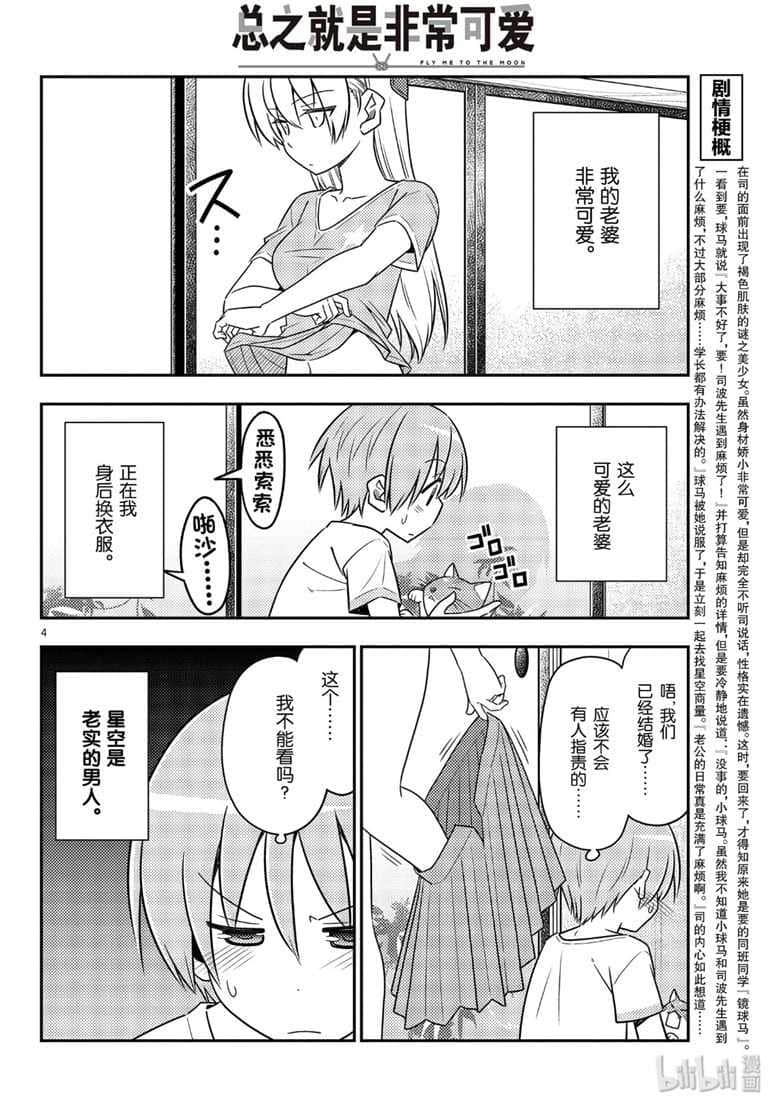 总之就是非常可爱
FLY ME TO THE MOON
剧情梗概
在司的面前出现了褐色肌肤的谜之美少女。虽然身材娇小非常可爱，但是却完全不听司说话，性格实在遗憾。这时，要回来了，才得知原来她是要的同班同学『镜球马』。
一看到要，球马就说『大事不好了，要！司波先生遇到麻烦了！』并打算告知麻烦的详情，但是要冷静地说道：『没事的，小球马。虽然我不知道小球马和司波先生遇到
了什么麻烦，不过大部分麻烦……学长都有办法解决的。』球马被她说服了，于是立刻一起去找星空商量。『老公的日常真是充满了麻烦啊。』司的内心如此想道……
我的老婆
非常可爱。
ス…
这么
可爱的老婆
悉悉索索
ゴロ
ゴロ
啪沙……
正在我
身后换衣服。
4
唔，我们
已经结婚了…
应该不会
有人指责的…
这个…
我不能看吗？
星空是
老实的男人。
bilibili
漫画